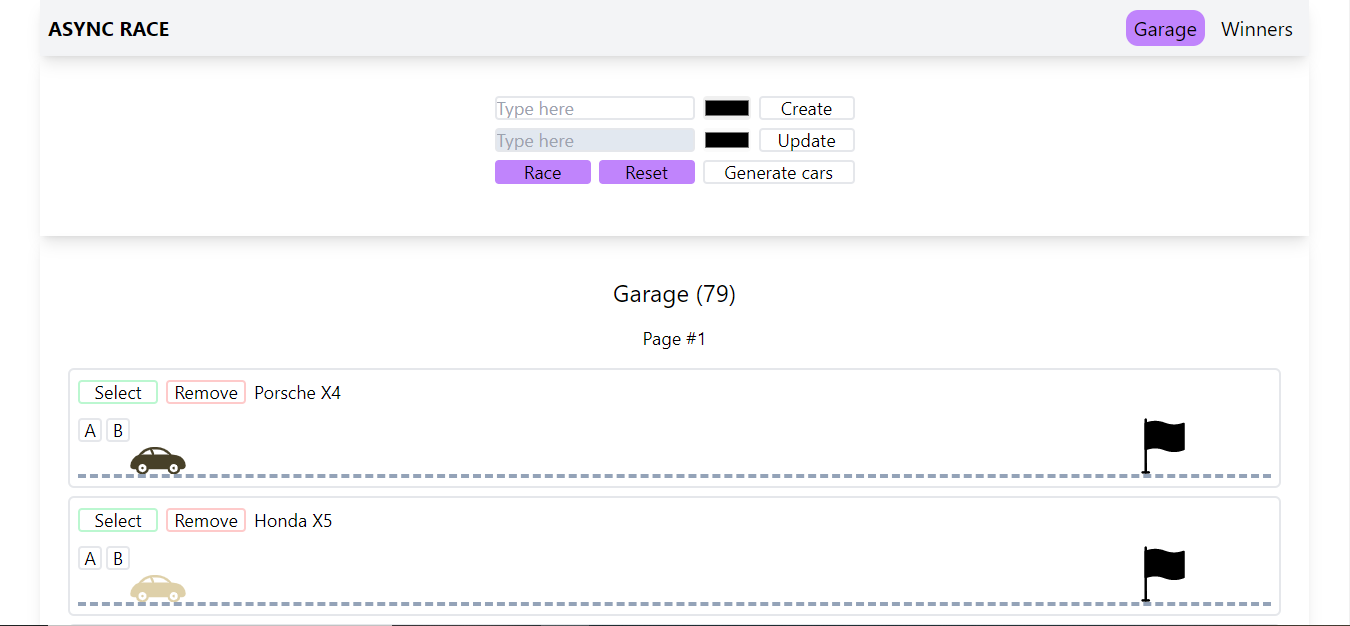 ASYNC RACE Garage Winners
Type here Create
Type here Update
Race Reset Generate cars
Garage (79)
Page #1
Select Remove Porsche X4
A B
Select Remove Honda X5
A B